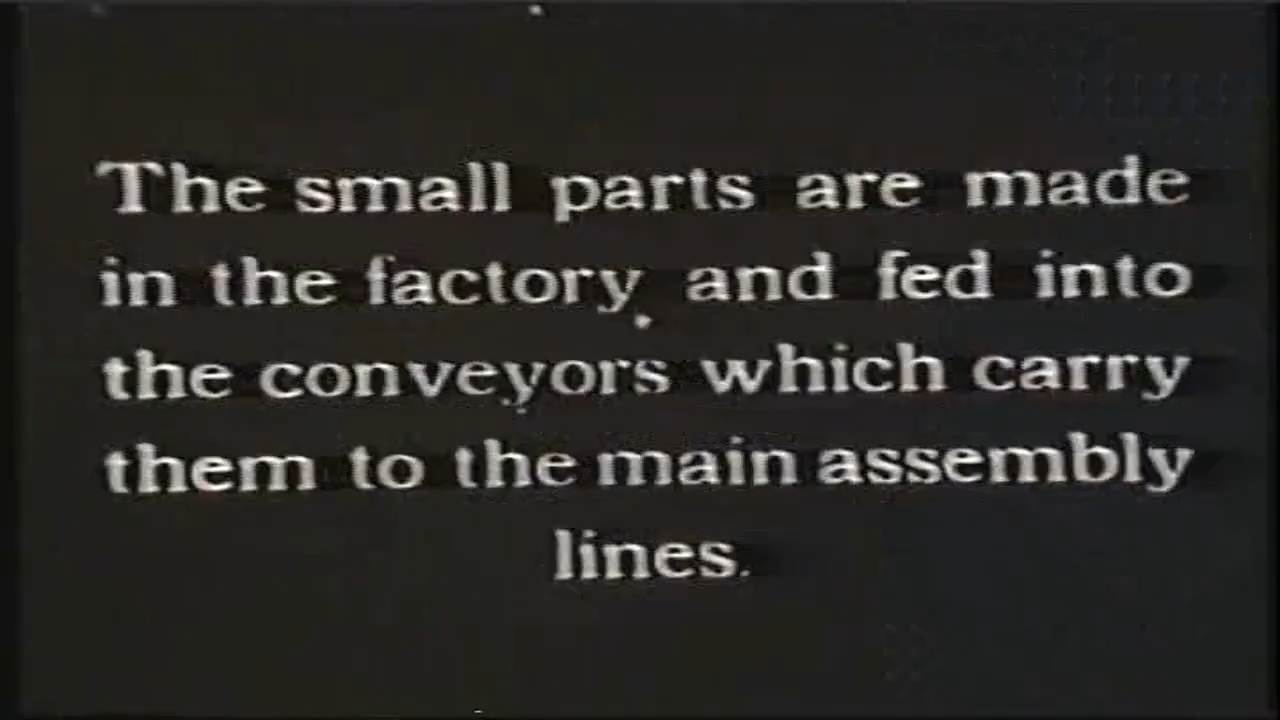 The small parts are made
in the factory and fed into
the conveyors which carry
them to the main assembly
lines.